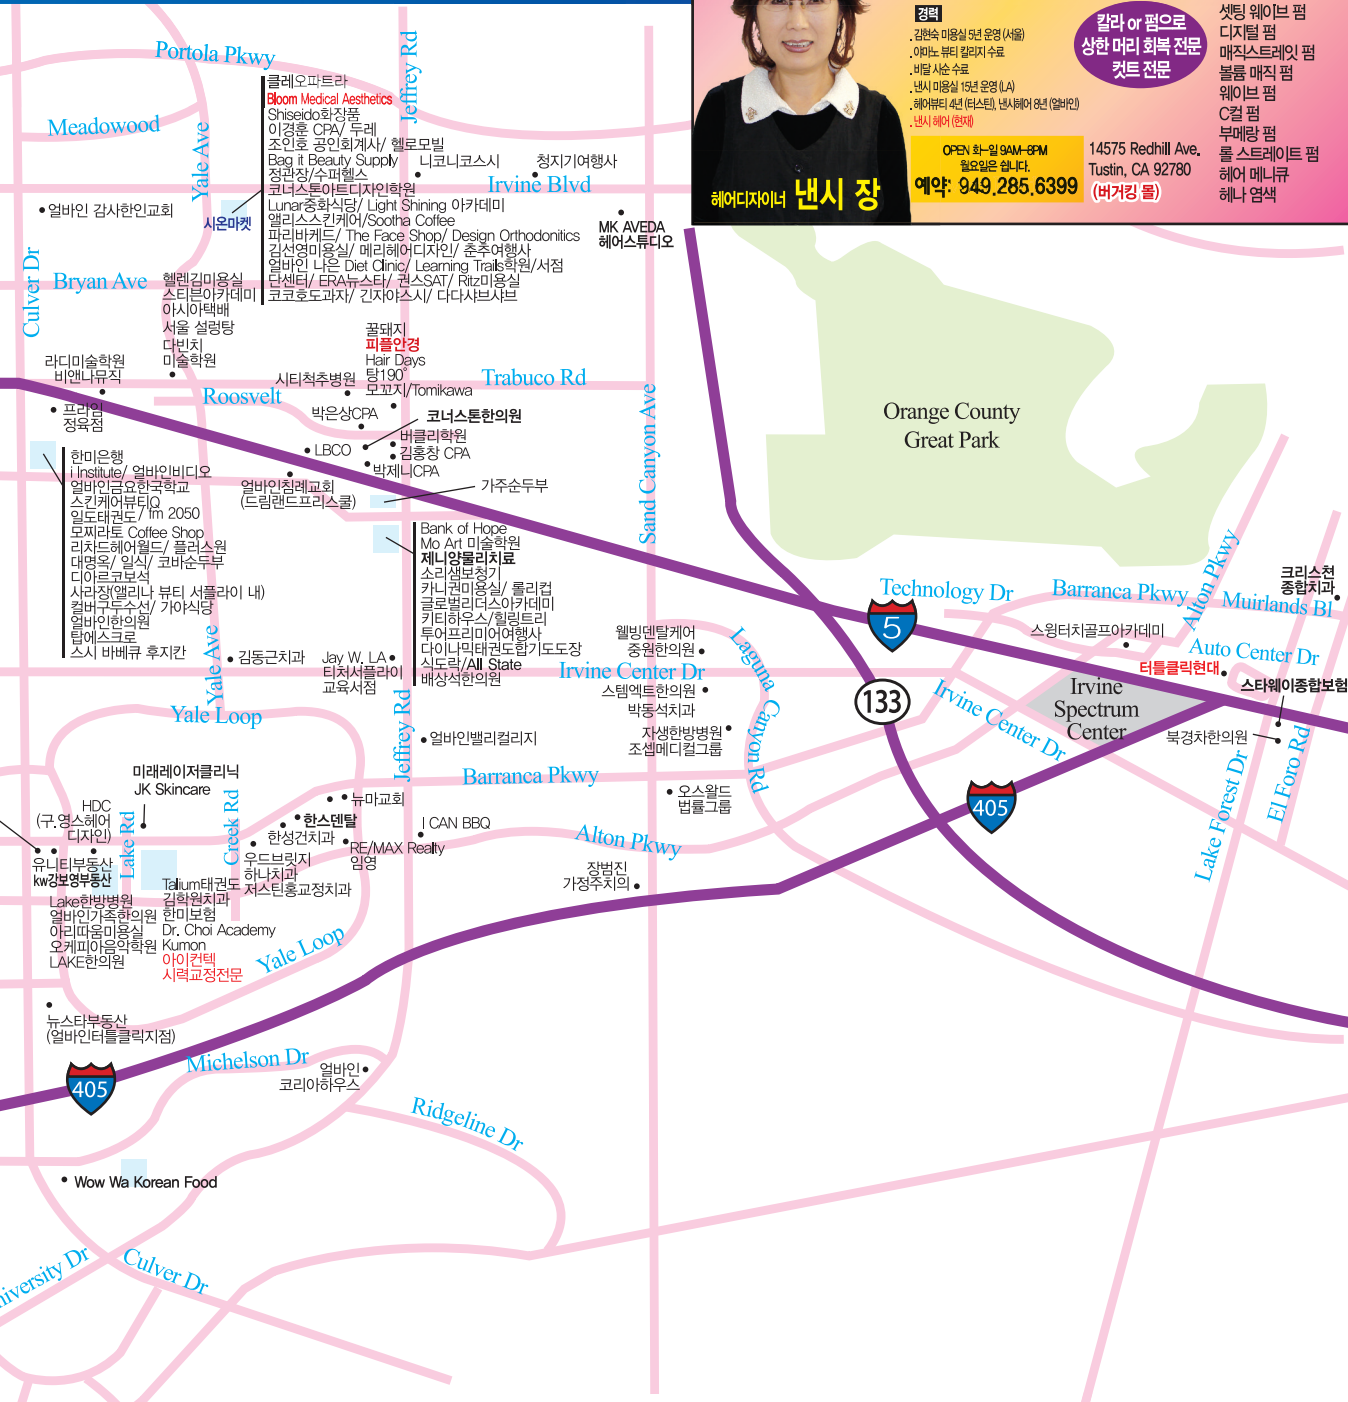 경력
.김현숙 미용실 5년 운영 (서울)
.야마노 뷰티 칼리지 수료
.비달 사순 수료
.낸시 미용실 15년 운영 (LA)
.헤어뷰티 4년 (터스틴), 낸시헤어 8년 (얼바인)
.낸시 헤어 (현재)
칼라 or 펌으로
상한 머리 회복 전문
컷트 전문
셋팅 웨이브 펌
디지털 펌
매직스트레잇 펌
볼륨 매직 펌
웨이브 펌
C컬 펌
부메랑 펌
롤 스트레이트 펌
헤어 메니큐
헤나 염색
OPEN 화-일 9AM-8PM
월요일은 쉽니다.
예약: 949.285.6399
14575 Redhill Ave.
Tustin, CA 92780
(버거킹 몰)
헤어디자이너 낸시 장
Portola Pkwy
Jeffrey Rd
Meadowood
Yale Ave
클레오파트라
Bloom Medical Aesthetics
Shiseido화장품
이경훈 CPA/ 두레
조인호 공인회계사/ 헬로모빌
Bag it Beauty Supply
정관장/수퍼헬스
코너스톤아트디자인학원
Lunar중화식당/ Light Shining 아카데미
앨리스스킨케어/Sootha Coffee
파리바케드/ The Face Shop/ Design Orthodonitics
김선영미용실/ 메리헤어디자인/ 춘추여행사
얼바인 나은 Diet Clinic/ Learning Trails학원/서점
단센터/ ERA뉴스타/ 권스SAT/ Ritz미용실
코코호도과자/ 긴자야스시/ 다다샤브샤브
니코니코스시
청지기여행사
Irvine Blvd
얼바인 감사한인교회
시온마켓
MK AVEDA
헤어스튜디오
Culver Dr
Bryan Ave
헬렌김미용실
스티븐아카데미
아시아택배
서울 설렁탕
다빈치
미술학원
꿀돼지
피플안경
Hair Days
탕190°
모꼬지/Tomikawa
라디미술학원
비앤나뮤직
시티척추병원
Trabuco Rd
Roosvelt
프라임
정육점
박은상CPA
코너스톤한의원
Sand Canyon Ave
Orange County
Great Park
버클리학원
김홍창 CPA
박제니CPA
LBCO
한미은행
i Institute/ 얼바인비디오
얼바인금요한국학교
스킨케어뷰티Q
일도태권도/ fm 2050
모찌라토 Coffee Shop
리차드헤어월드/ 플러스원
대명옥/ 일식/ 코바순두부
디아르코보석
사라장(앨리나 뷰티 서플라이 내)
컬버구두수선/ 가야식당
얼바인한의원
탑에스크로
스시 바베큐 후지칸
얼바인침례교회
(드림랜드프리스쿨)
가주순두부
Bank of Hope
Mo Art 미술학원
제니양물리치료
소리샘보청기
카니권미용실/ 롤리컵
글로벌리더스아카데미
키티하우스/힐링트리
투어프리미어여행사
다이나믹태권도합기도도장
식도락/All State
배상석한의원
Alton Pkwy
Technology Dr
Barranca Pkwy
크리스천
종합치과
Muirlands Bl
5
스윙터치골프아카데미
Auto Center Dr
터틀클릭현대
스타웨이종합보험
웰빙덴탈케어
중원한의원
Laguna Canyon Rd
Yale Ave
김동근치과
Jay W. LA
티처서플라이
교육서점
Irvine Center Dr
스템엑트한의원
박동석치과
133
Irvine Center Dr
Irvine
Spectrum
Center
Yale Loop
Jeffrey Rd
얼바인밸리컬리지
자생한방병원
조셉메디컬그룹
북경차한의원
미래레이저클리닉
JK Skincare
Barranca Pkwy
Lake Forest Dr
El Foro Rd
HDC
(구.영스헤어
디자인)
Lake Rd
Creek Rd
뉴마교회
한스덴탈
한성건치과
I CAN BBQ
오스왈드
법률그룹
405
Alton Pkwy
RE/MAX Realty
임영
유니티부동산
kw강보영부동산
우드브릿지
하나치과
저스틴홍교정치과
장범진
가정주치의
Lake한방병원
얼바인가족한의원
아리따움미용실
오케피아음악학원
LAKE한의원
Talium태권도
김학원치과
한미보험
Dr. Choi Academy
Kumon
아이컨텍
시력교정전문
Yale Loop
뉴스타부동산
(얼바인터틀클릭지점)
405
Michelson Dr
얼바인
코리아하우스
Ridgeline Dr
Wow Wa Korean Food
niversity Dr
Culver Dr